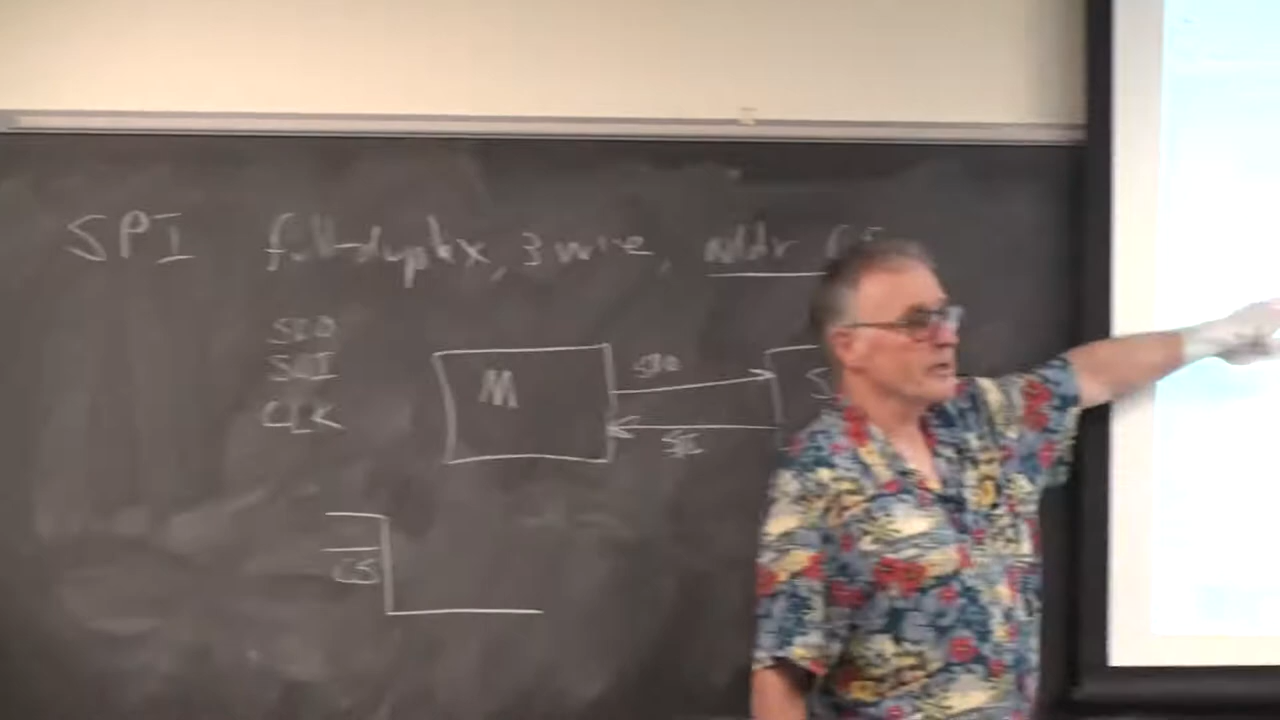 SPI full-duplex, 3 wire, addr
SDO
SDI
CLK
M
SDO
S
SDI
CS